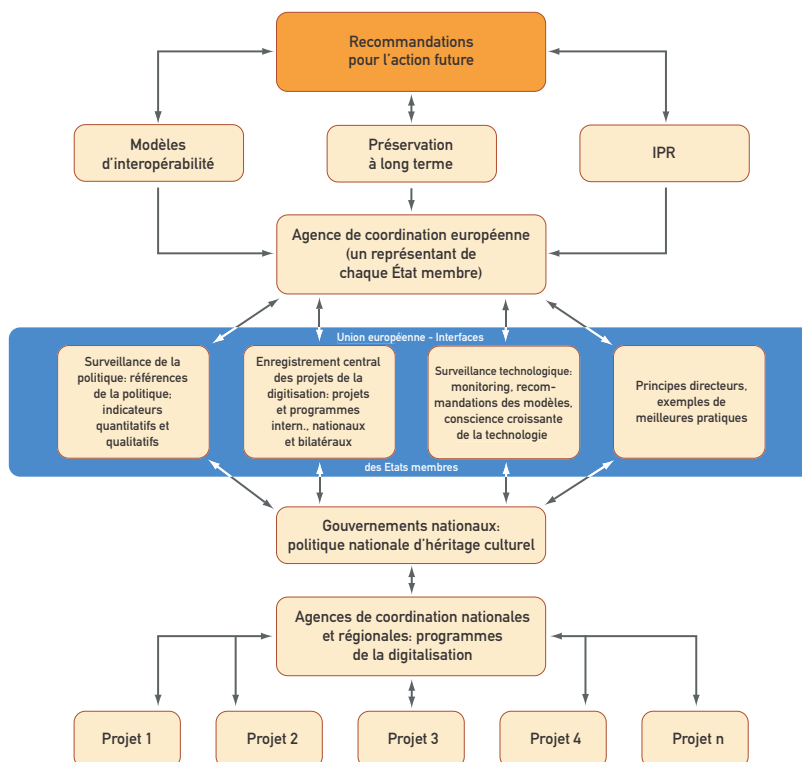 Recommandations
pour l'action future
Modèles
d'interopérabilité
Préservation
à long terme
IPR
Agence de coordination européenne
(un représentant de
chaque État membre)
Union européenne - Interfaces
Surveillance de la
politique: références
de la politique;
indicateurs
quantitatifs et
qualitatifs
Enregistrement central
des projets de la
digitisation: projets
et programmes
intern., nationaux
et bilatéraux
Surveillance technologique:
monitoring, recom-
mandations des modèles,
conscience croissante
de la technologie
Principes directeurs,
exemples de
meilleures pratiques
des Etats membres
Gouvernements nationaux:
politique nationale d'héritage culturel
Agences de coordination nationales
et régionales: programmes
de la digitalisation
Projet 1
Projet 2
Projet 3
Projet 4
Projet n